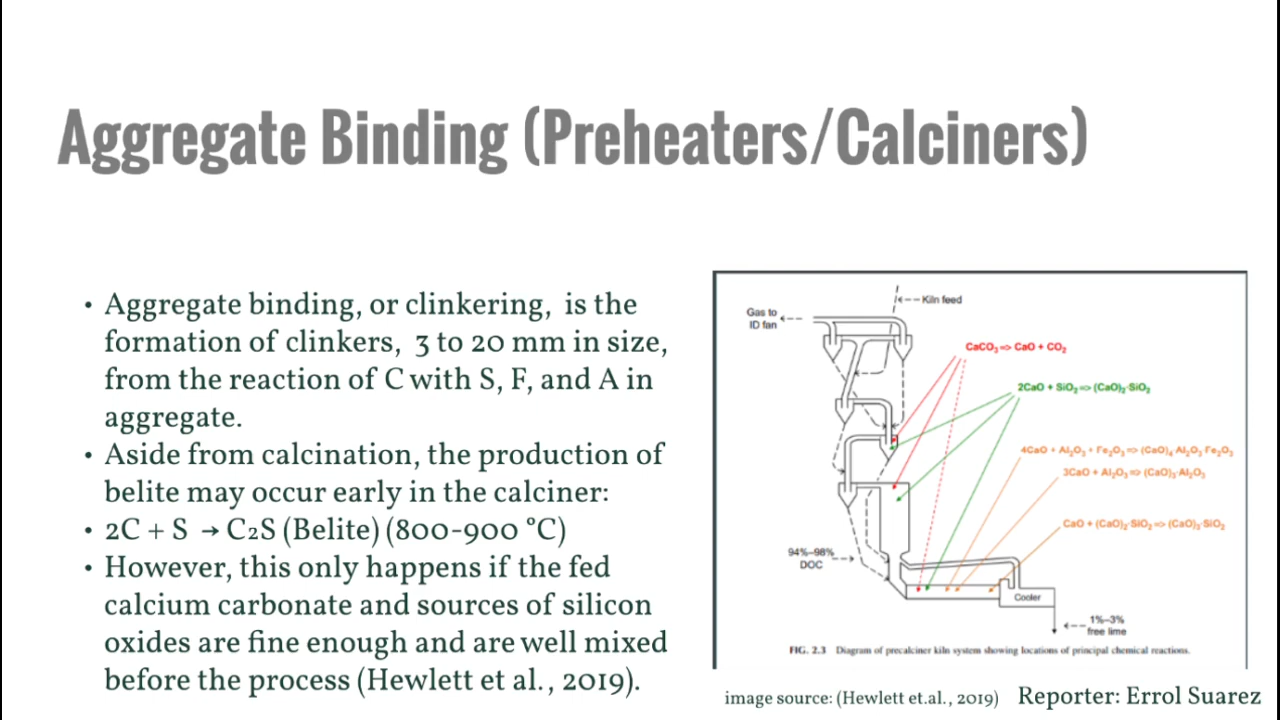 Aggregate Binding (Preheaters/Calciners)
• Aggregate binding, or clinkering, is the
formation of clinkers, 3 to 20 mm in size,
from the reaction of C with S, F, and A in
aggregate.
• Aside from calcination, the production of
belite may occur early in the calciner:
• 2C + S → C2S (Belite) (800-900 °C)
• However, this only happens if the fed
calcium carbonate and sources of silicon
oxides are fine enough and are well mixed
before the process (Hewlett et al., 2019).
Kiln feed
Gas to
ID fan
CaCO₃ => CaO + CO₂
2CaO + SiO₂ => (CaO)₂·SiO₂
4CaO + Al₂O₃ + Fe₂O₃ => (CaO)₄ Al₂O₃ Fe₂O₃
3CaO + Al₂O₃ => (CaO)₃·Al₂O₃
CaO + (CaO)₂·SiO₂ => (CaO)₃·SiO₂
94%–98%
DOC
Cooler
1%–3%
free lime
FIG. 2.3 Diagram of precalciner kiln system showing locations of principal chemical reactions.
image source: (Hewlett et.al., 2019) Reporter: Errol Suarez